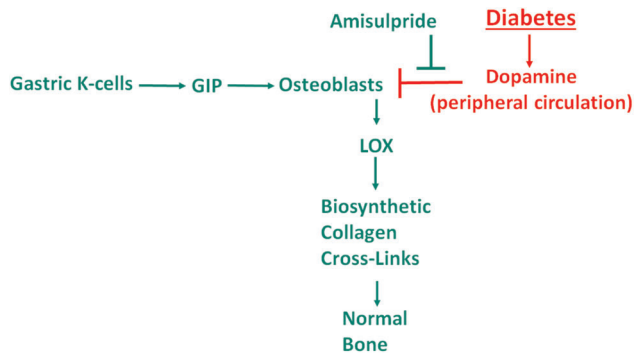 Amisulpride
Diabetes
Gastric K-cells
GIP
Osteoblasts
Dopamine
(peripheral circulation)
LOX
Biosynthetic
Collagen
Cross-Links
Normal
Bone